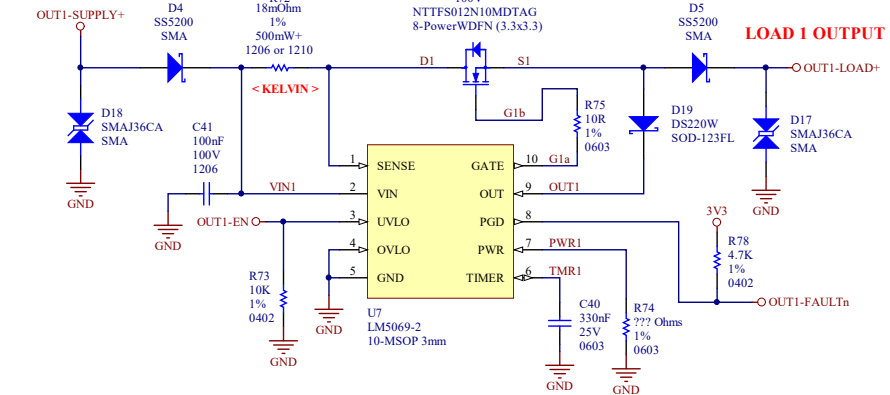 OUT1-SUPPLY+
D4
SS5200
SMA
18mOhm
1%
500mW+
1206 or 1210
< KELVIN >
NTTFS012N10MDTAG
8-PowerWDFN (3.3x3.3)
D1
S1
G1b
D5
SS5200
SMA
LOAD 1 OUTPUT
OUT1-LOAD+
D18
SMAJ36CA
SMA
GND
C41
100nF
100V
1206
GND
VIN1
OUT1-EN
R73
10K
1%
0402
GND
GND
1
SENSE
2
VIN
3
UVLO
4
OVLO
5
GND
GATE
10
G1a
OUT
9
OUT1
PGD
8
PWR
7
PWR1
TIMER
6
TMR1
U7
LM5069-2
10-MSOP 3mm
R75
10R
1%
0603
D19
DS220W
SOD-123FL
D17
SMAJ36CA
SMA
GND
3V3
R78
4.7K
1%
0402
OUT1-FAULTn
C40
330nF
25V
0603
GND
R74
??? Ohms
1%
0603
GND